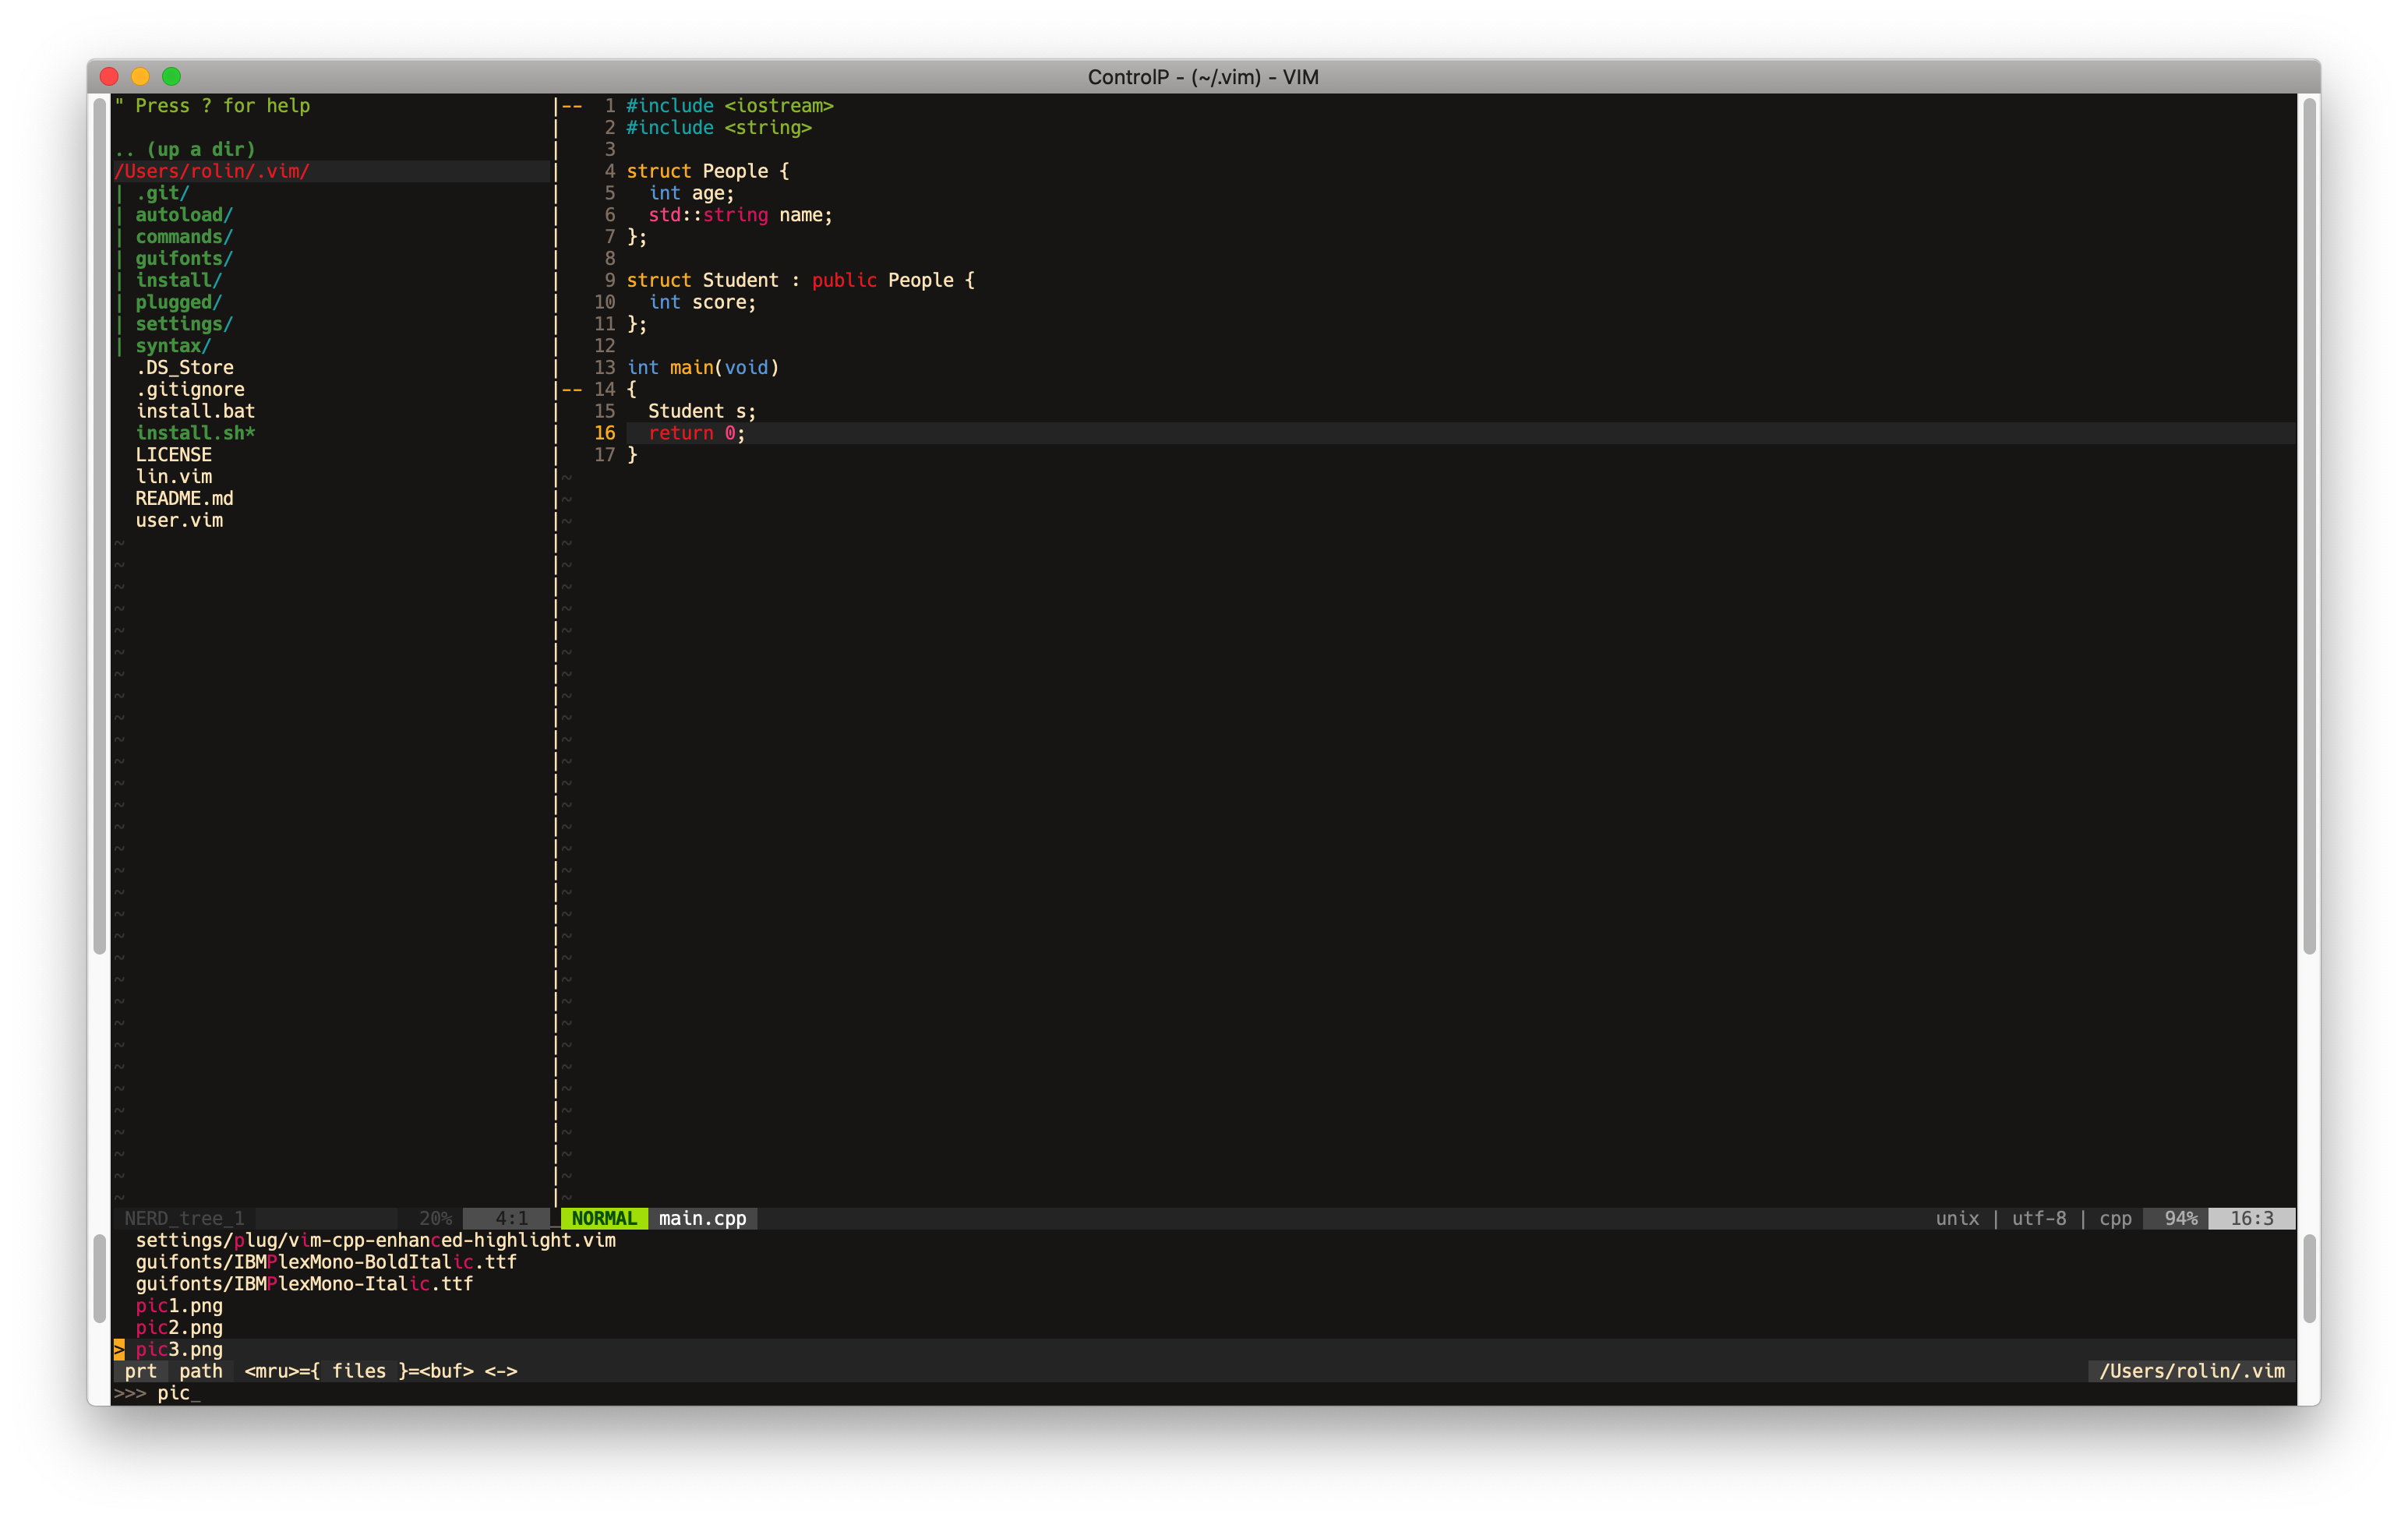 ControlP - (~/.vim) - VIM
" Press ? for help
.. (up a dir)
/Users/rolin/.vim/
| .git/
| autoload/
| commands/
| guifonts/
| install/
| plugged/
| settings/
| syntax/
.DS_Store
.gitignore
install.bat
install.sh*
LICENSE
lin.vim
README.md
user.vim
-- 1 #include <iostream>
2 #include <string>
3
4 struct People {
5   int age;
6   std::string name;
7 };
8
9 struct Student : public People {
10   int score;
11 };
12
13 int main(void)
-- 14 {
15   Student s;
16   return 0;
17 }
NERD_tree_1 20% 4:1
NORMAL main.cpp unix | utf-8 | cpp 94% 16:3
settings/plug/vim-cpp-enhanced-highlight.vim
guifonts/IBMPlexMono-BoldItalic.ttf
guifonts/IBMPlexMono-Italic.ttf
pic1.png
pic2.png
> pic3.png
prt path <mru>={ files }=<buf> <-> /Users/rolin/.vim
>>> pic_